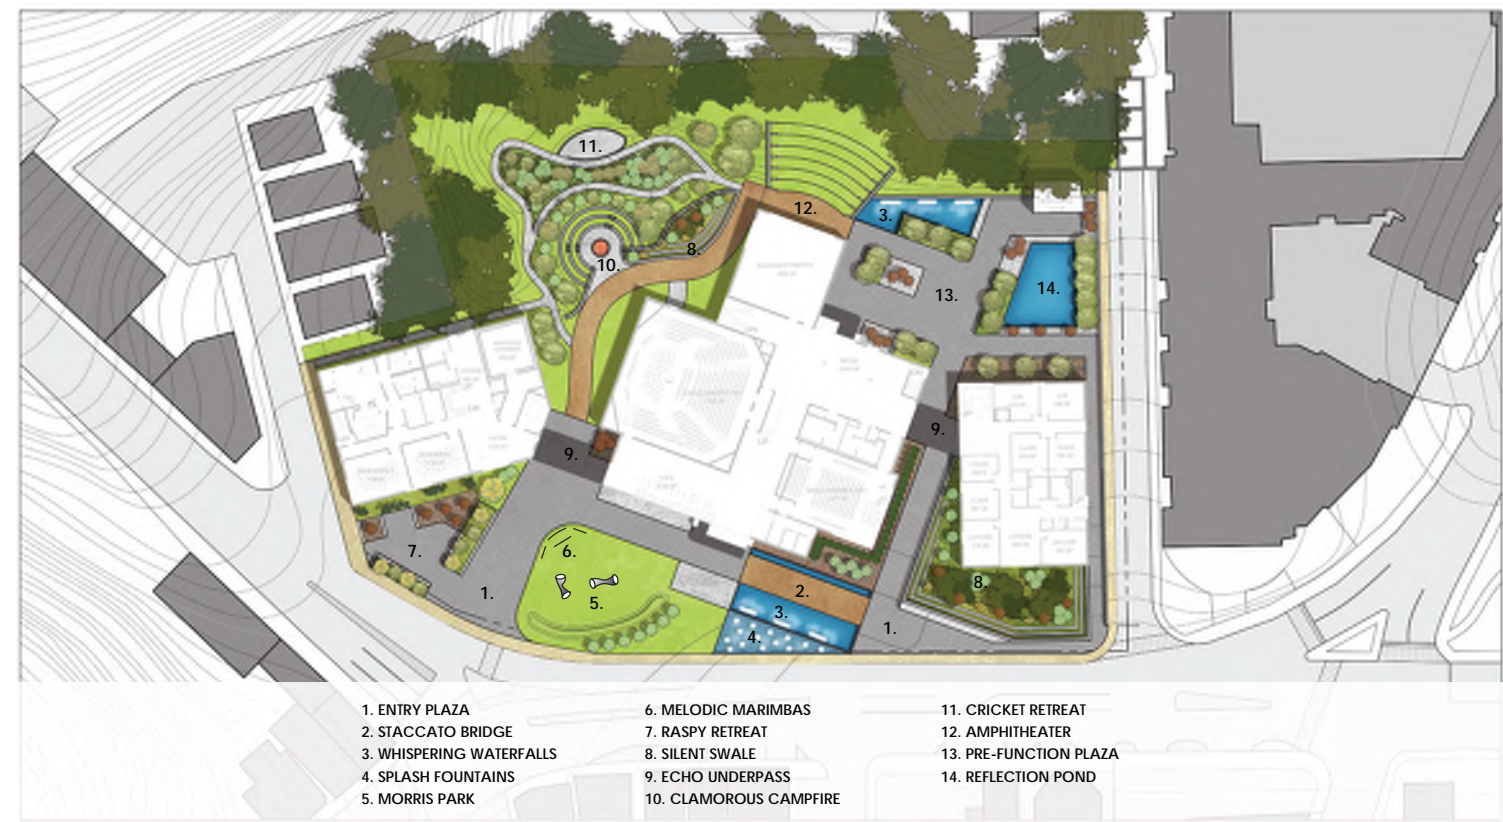 11.
12.
3.
8.
10.
14.
13.
9.
9.
6.
7.
8.
1.
5.
2.
3.
4.
1.
1. ENTRY PLAZA
2. STACCATO BRIDGE
3. WHISPERING WATERFALLS
4. SPLASH FOUNTAINS
5. MORRIS PARK
6. MELODIC MARIMBAS
7. RASPY RETREAT
8. SILENT SWALE
9. ECHO UNDERPASS
10. CLAMOROUS CAMPFIRE
11. CRICKET RETREAT
12. AMPHITHEATER
13. PRE-FUNCTION PLAZA
14. REFLECTION POND